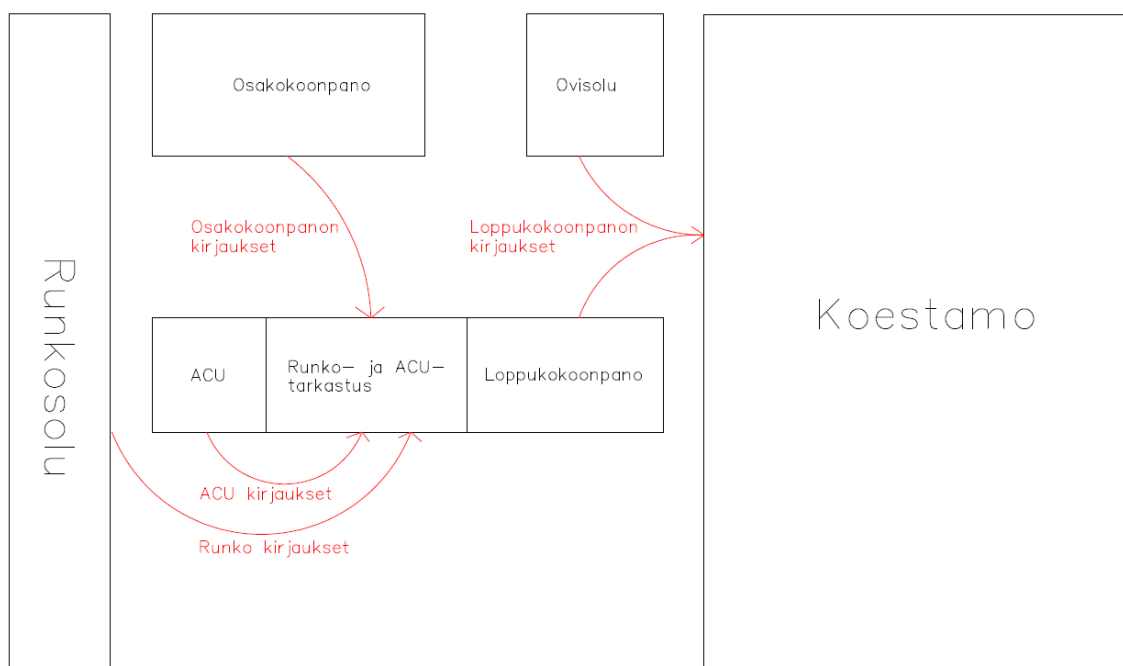 Osakokoonpano
Ovisolu
Osakokoonpanon
kirjaukset
Loppukokoonpanon
kirjaukset
Runkosolu
Koestamo
ACU
Runko- ja ACU-
tarkastus
Loppukokoonpano
ACU kirjaukset
Runko kirjaukset